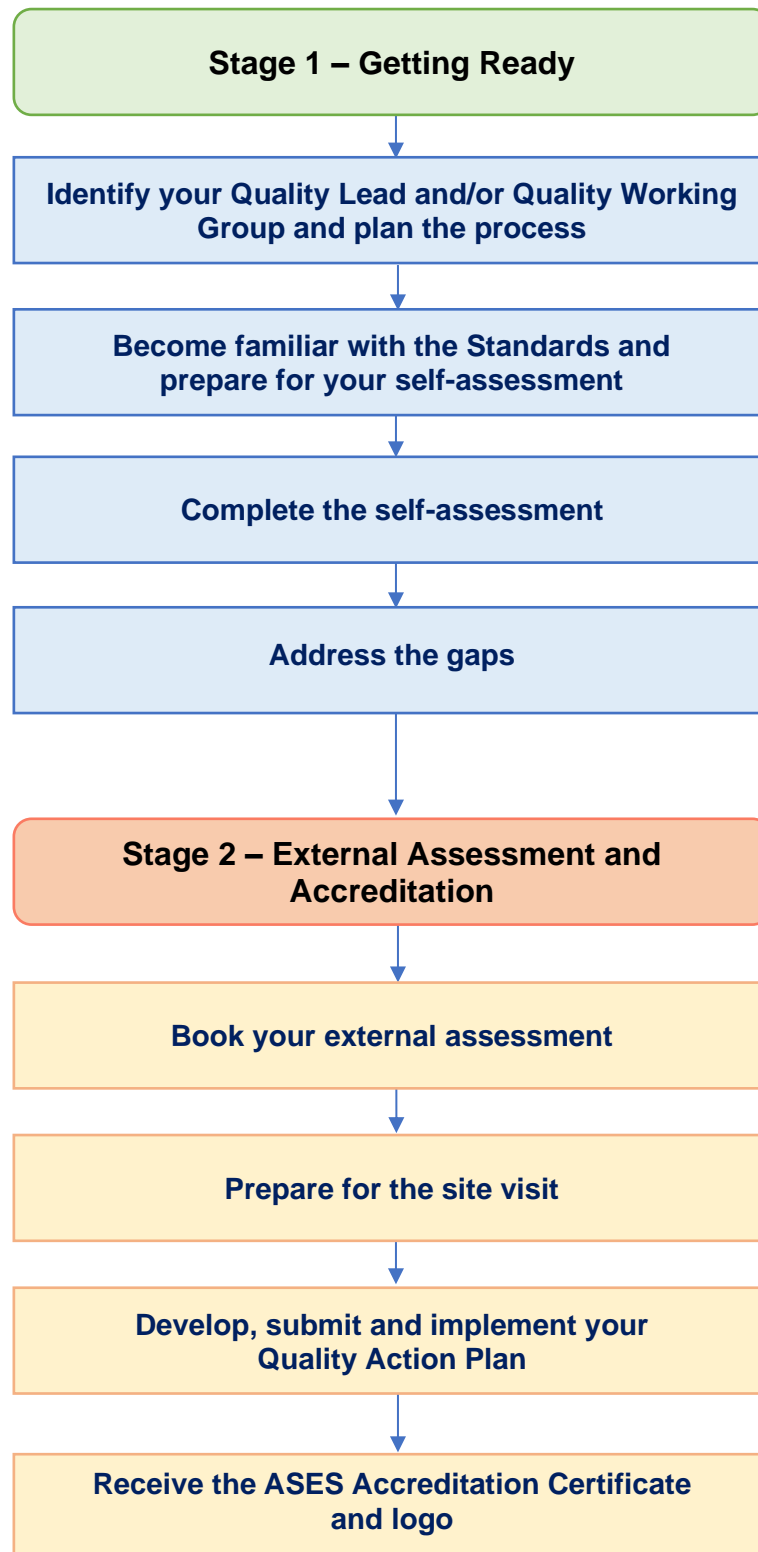 Stage 1 – Getting Ready
Identify your Quality Lead and/or Quality Working
Group and plan the process
Become familiar with the Standards and
prepare for your self-assessment
Complete the self-assessment
Address the gaps
Stage 2 – External Assessment and
Accreditation
Book your external assessment
Prepare for the site visit
Develop, submit and implement your
Quality Action Plan
Receive the ASES Accreditation Certificate
and logo